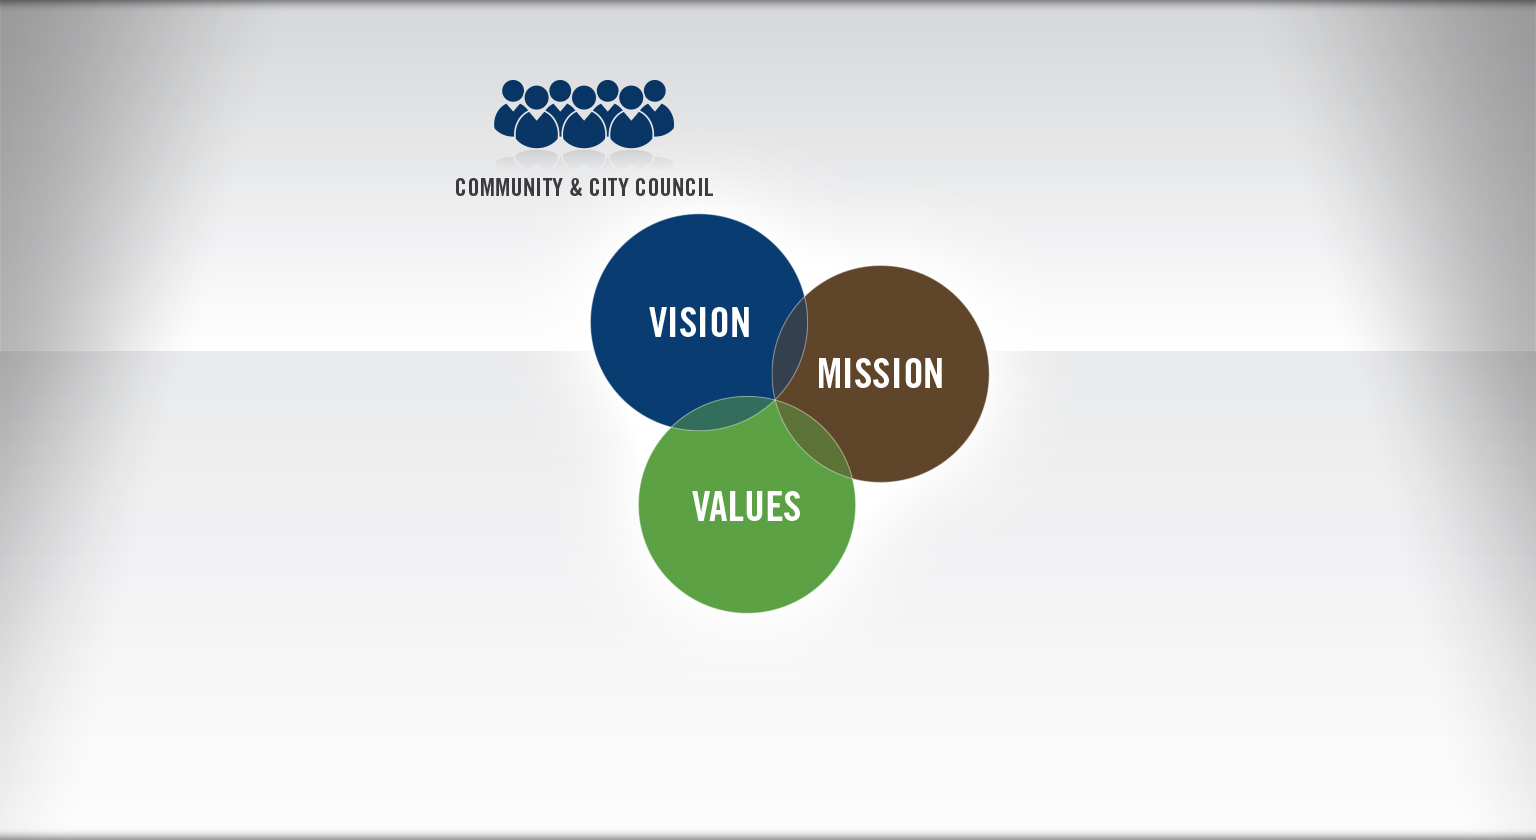 COMMUNITY & CITY COUNCIL
VISION
MISSION
VALUES